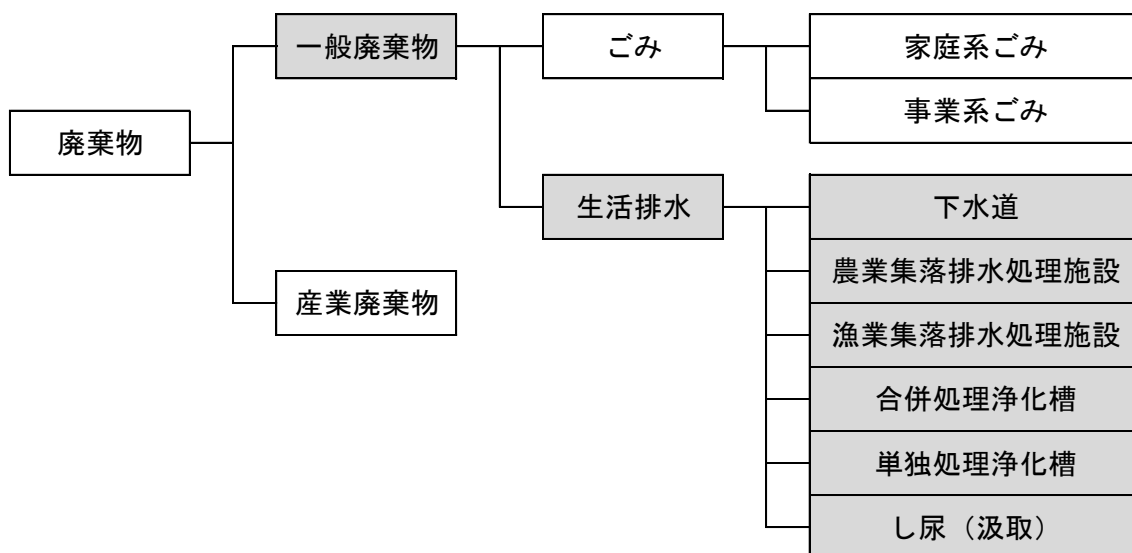 廃棄物
一般廃棄物
産業廃棄物
ごみ
生活排水
家庭系ごみ
事業系ごみ
下水道
農業集落排水処理施設
漁業集落排水処理施設
合併処理浄化槽
単独処理浄化槽
し尿（汲取）